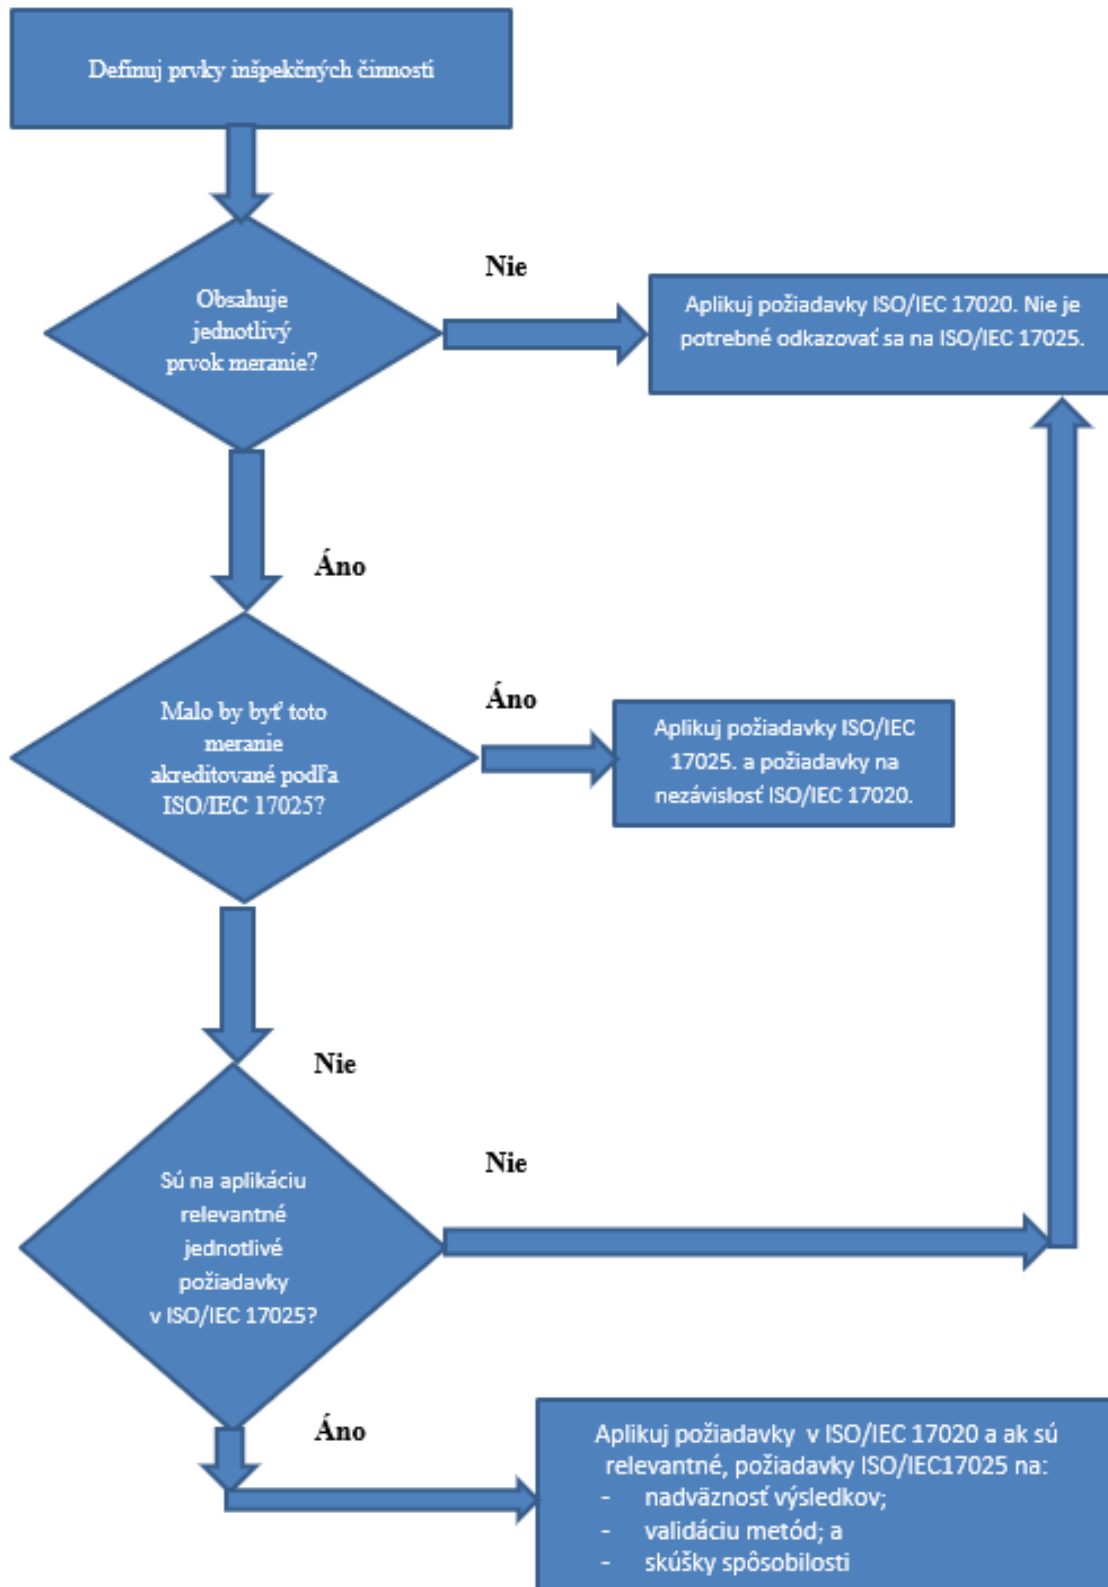 Definuj prvky inšpekčných činností
Nie
Obsahuje
jednotlivý
prvok meranie?
Aplikuj požiadavky ISO/IEC 17020. Nie je
potrebné odkazovať sa na ISO/IEC 17025.
Áno
Malo by byť toto
meranie
akreditované podľa
ISO/IEC 17025?
Áno
Aplikuj požiadavky ISO/IEC
17025. a požiadavky na
nezávislosť ISO/IEC 17020.
Nie
Sú na aplikáciu
relevantné
jednotlivé
požiadavky
v ISO/IEC 17025?
Nie
Áno
Aplikuj požiadavky v ISO/IEC 17020 a ak sú
relevantné, požiadavky ISO/IEC17025 na:
- nadväznosť výsledkov;
- validáciu metód; a
- skúšky spôsobilosti